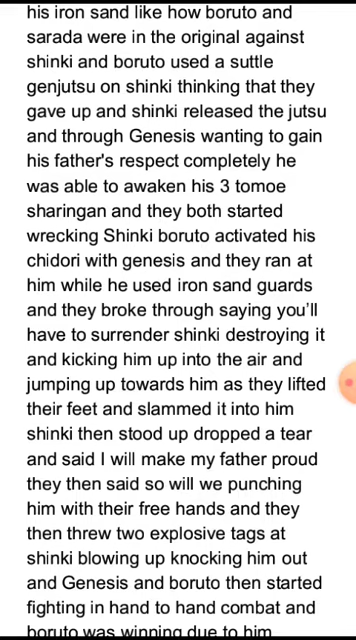 his iron sand like how boruto and
sarada were in the original against
shinki and boruto used a suttle
genjutsu on shinki thinking that they
gave up and shinki released the jutsu
and through Genesis wanting to gain
his father's respect completely he
was able to awaken his 3 tomoe
sharingan and they both started
wrecking Shinki boruto activated his
chidori with genesis and they ran at
him while he used iron sand guards
and they broke through saying you'll
have to surrender shinki destroying it
and kicking him up into the air and
jumping up towards him as they lifted
their feet and slammed it into him
shinki then stood up dropped a tear
and said I will make my father proud
they then said so will we punching
him with their free hands and they
then threw two explosive tags at
shinki blowing up knocking him out
and Genesis and boruto then started
fighting in hand to hand combat and
boruto was winning due to him